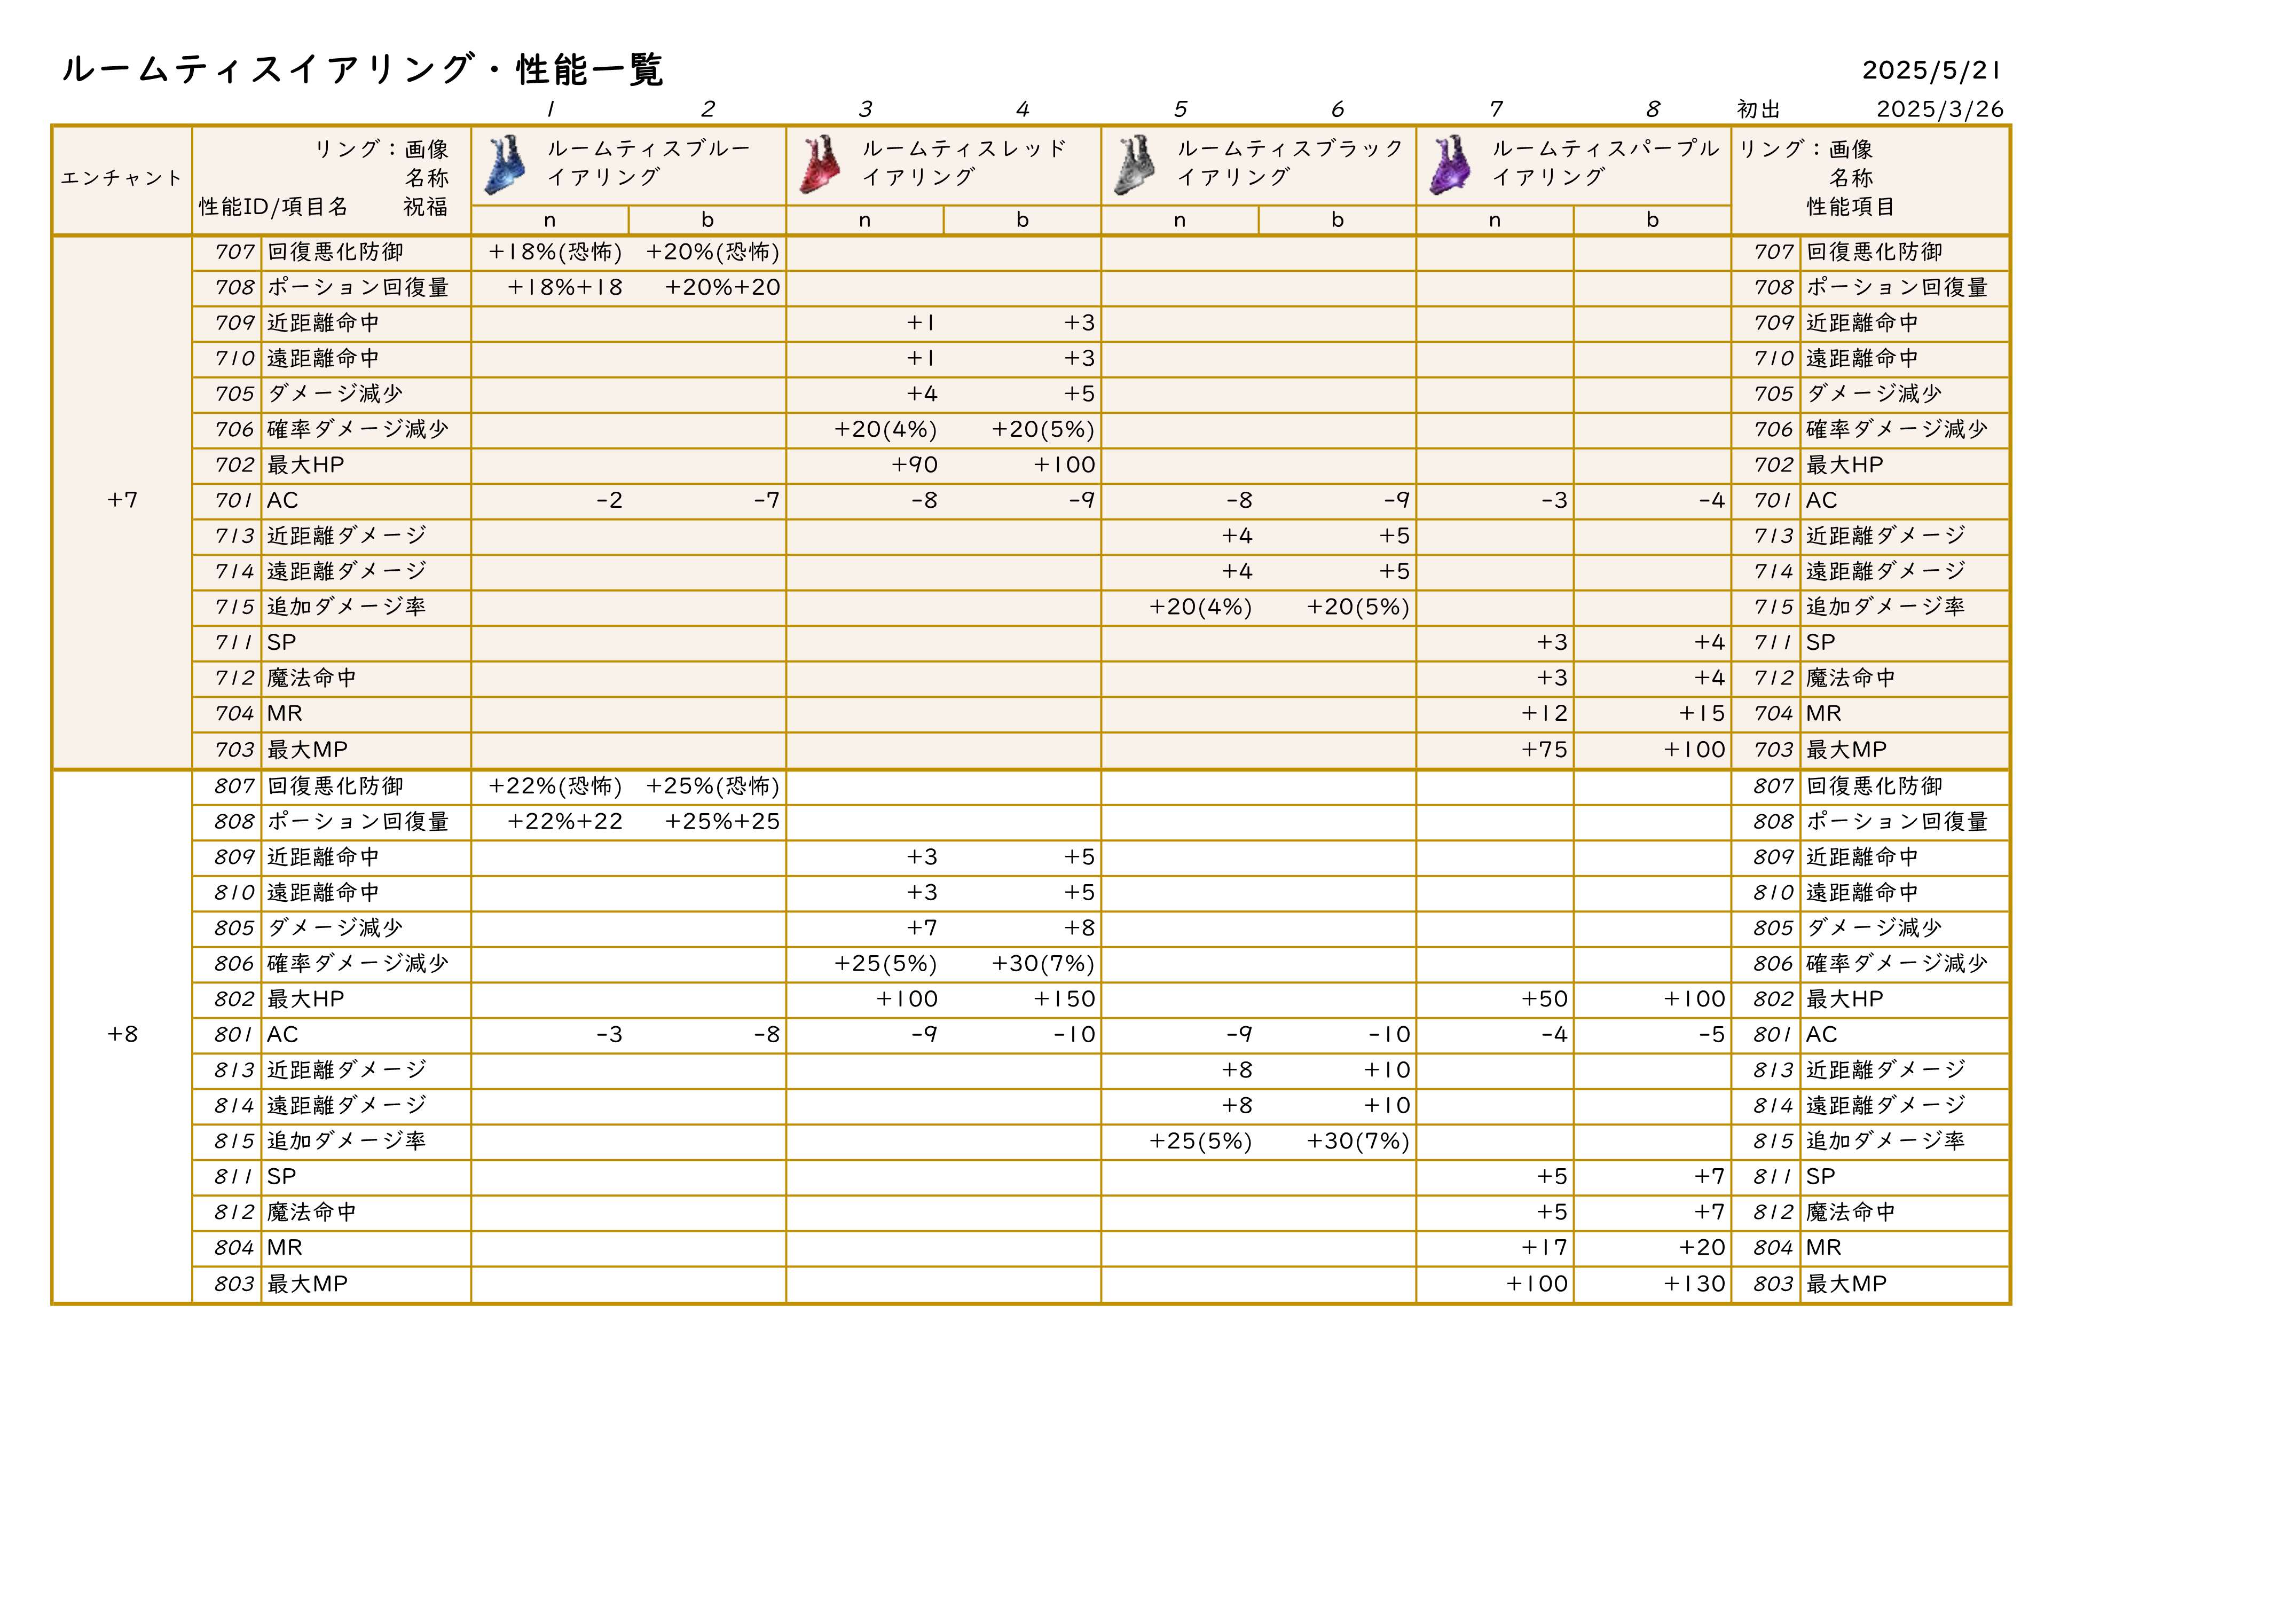 ルームティスイアリング・性能一覧 2025/5/21
1 2 3 4 5 6 7 8 初出 2025/3/26
エンチャント
リング：画像
名称
性能ID/項目名 祝福
ルームティスブルー
イアリング
ルームティスレッド
イアリング
ルームティスブラック
イアリング
ルームティスパープル
イアリング
リング：画像
名称
性能項目
n b n b n b n b
+7
707 回復悪化防御 +18%(恐怖) +20%(恐怖) 707 回復悪化防御
708 ポーション回復量 +18%+18 +20%+20 708 ポーション回復量
709 近距離命中 +1 +3 709 近距離命中
710 遠距離命中 +1 +3 710 遠距離命中
705 ダメージ減少 +4 +5 705 ダメージ減少
706 確率ダメージ減少 +20(4%) +20(5%) 706 確率ダメージ減少
702 最大HP +90 +100 702 最大HP
701 AC -2 -7 -8 -9 -8 -9 -3 -4 701 AC
713 近距離ダメージ +4 +5 713 近距離ダメージ
714 遠距離ダメージ +4 +5 714 遠距離ダメージ
715 追加ダメージ率 +20(4%) +20(5%) 715 追加ダメージ率
711 SP +3 +4 711 SP
712 魔法命中 +3 +4 712 魔法命中
704 MR +12 +15 704 MR
703 最大MP +75 +100 703 最大MP
+8
807 回復悪化防御 +22%(恐怖) +25%(恐怖) 807 回復悪化防御
808 ポーション回復量 +22%+22 +25%+25 808 ポーション回復量
809 近距離命中 +3 +5 809 近距離命中
810 遠距離命中 +3 +5 810 遠距離命中
805 ダメージ減少 +7 +8 805 ダメージ減少
806 確率ダメージ減少 +25(5%) +30(7%) 806 確率ダメージ減少
802 最大HP +100 +150 +50 +100 802 最大HP
801 AC -3 -8 -9 -10 -9 -10 -4 -5 801 AC
813 近距離ダメージ +8 +10 813 近距離ダメージ
814 遠距離ダメージ +8 +10 814 遠距離ダメージ
815 追加ダメージ率 +25(5%) +30(7%) 815 追加ダメージ率
811 SP +5 +7 811 SP
812 魔法命中 +5 +7 812 魔法命中
804 MR +17 +20 804 MR
803 最大MP +100 +130 803 最大MP